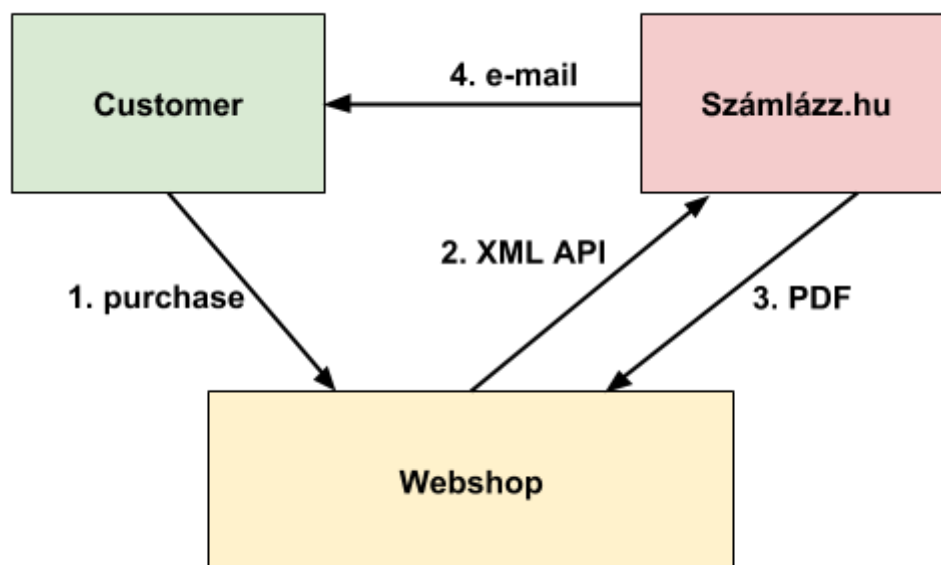 4. e-mail
Customer
Számlázz.hu
2. XML API
1. purchase
3. PDF
Webshop